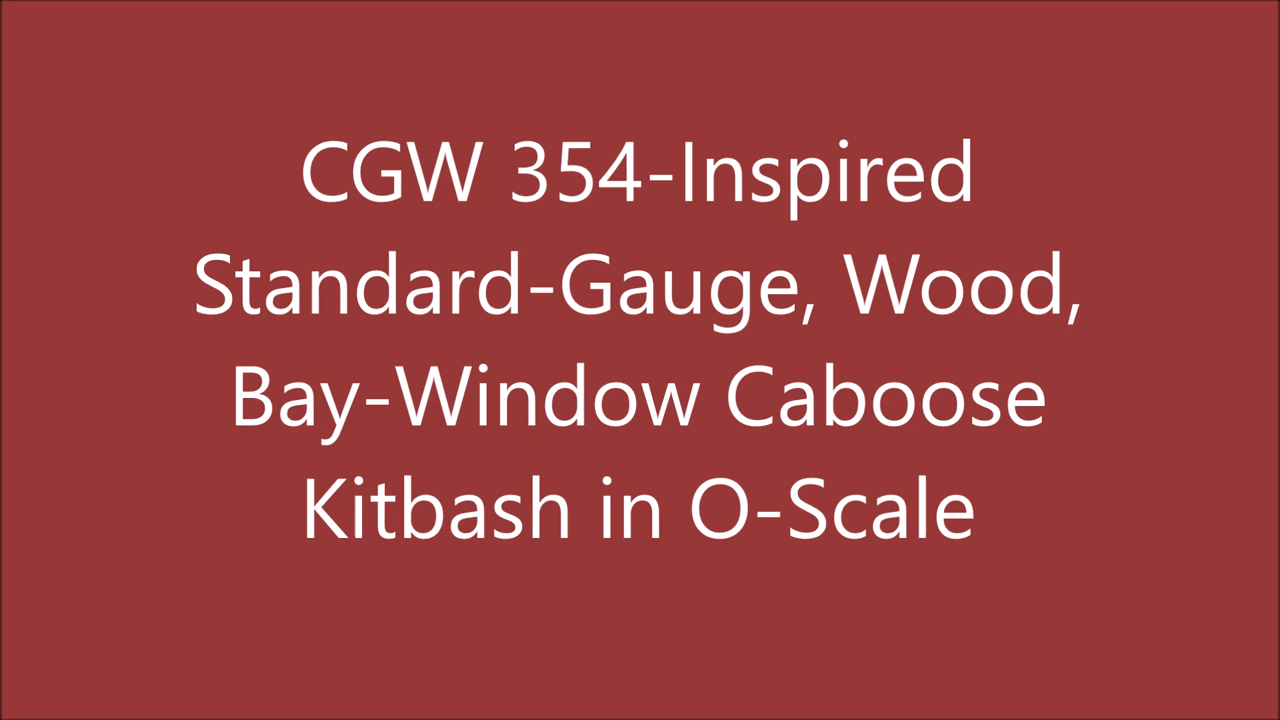 CGW 354-Inspired
Standard-Gauge, Wood,
Bay-Window Caboose
Kitbash in O-Scale